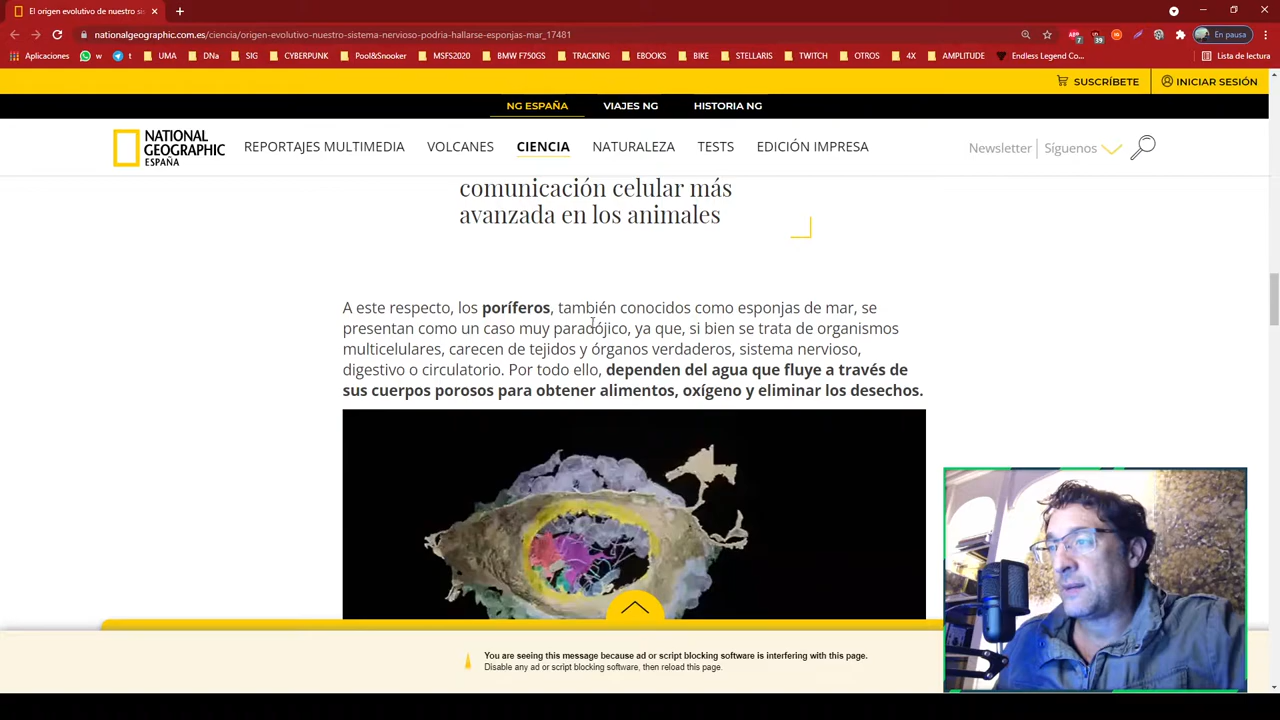 El origen evolutivo de nuestro sis
nationalgeographic.com.es/ciencia/origen-evolutivo-nuestro-sistema-nervioso-podria-hallarse-esponjas-mar_17481
7
39
En pausa
Aplicaciones
w
t
UMA
DNa
SIG
CYBERPUNK
Pool&Snooker
MSFS2020
BMW F750GS
TRACKING
EBOOKS
BIKE
STELLARIS
TWITCH
OTROS
4X
AMPLITUDE
Endless Legend Co...
Lista de lectura
SUSCRÍBETE
INICIAR SESIÓN
NG ESPAÑA
VIAJES NG
HISTORIA NG
NATIONAL
GEOGRAPHIC
ESPAÑA
REPORTAJES MULTIMEDIA
VOLCANES
CIENCIA
NATURALEZA
TESTS
EDICIÓN IMPRESA
Newsletter
Síguenos
comunicación celular más
avanzada en los animales
A este respecto, los poríferos, también conocidos como esponjas de mar, se
presentan como un caso muy paradójico, ya que, si bien se trata de organismos
multicelulares, carecen de tejidos y órganos verdaderos, sistema nervioso,
digestivo o circulatorio. Por todo ello, dependen del agua que fluye a través de
sus cuerpos porosos para obtener alimentos, oxígeno y eliminar los desechos.
You are seeing this message because ad or script blocking software is interfering with this page.
Disable any ad or script blocking software, then reload this page.